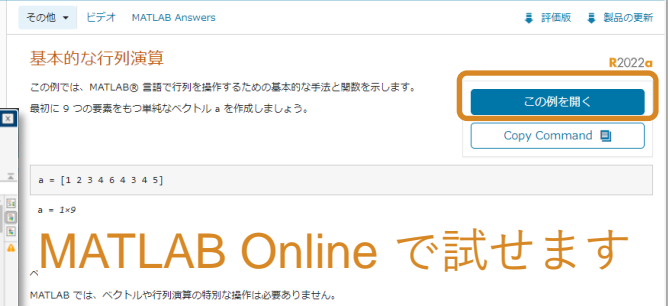 その他 ビデオ MATLAB Answers 評価版 製品の更新
基本的な行列演算
R2022a
この例では、MATLAB® 言語で行列を操作するための基本的な手法と関数を示します。
この例を開く
最初に 9 つの要素をもつ単純なベクトル a を作成しましょう。
Copy Command
a = [1 2 3 4 6 4 3 4 5]
a = 1×9
MATLAB Online で試せます
MATLAB では、ベクトルや行列演算の特別な操作は必要ありません。